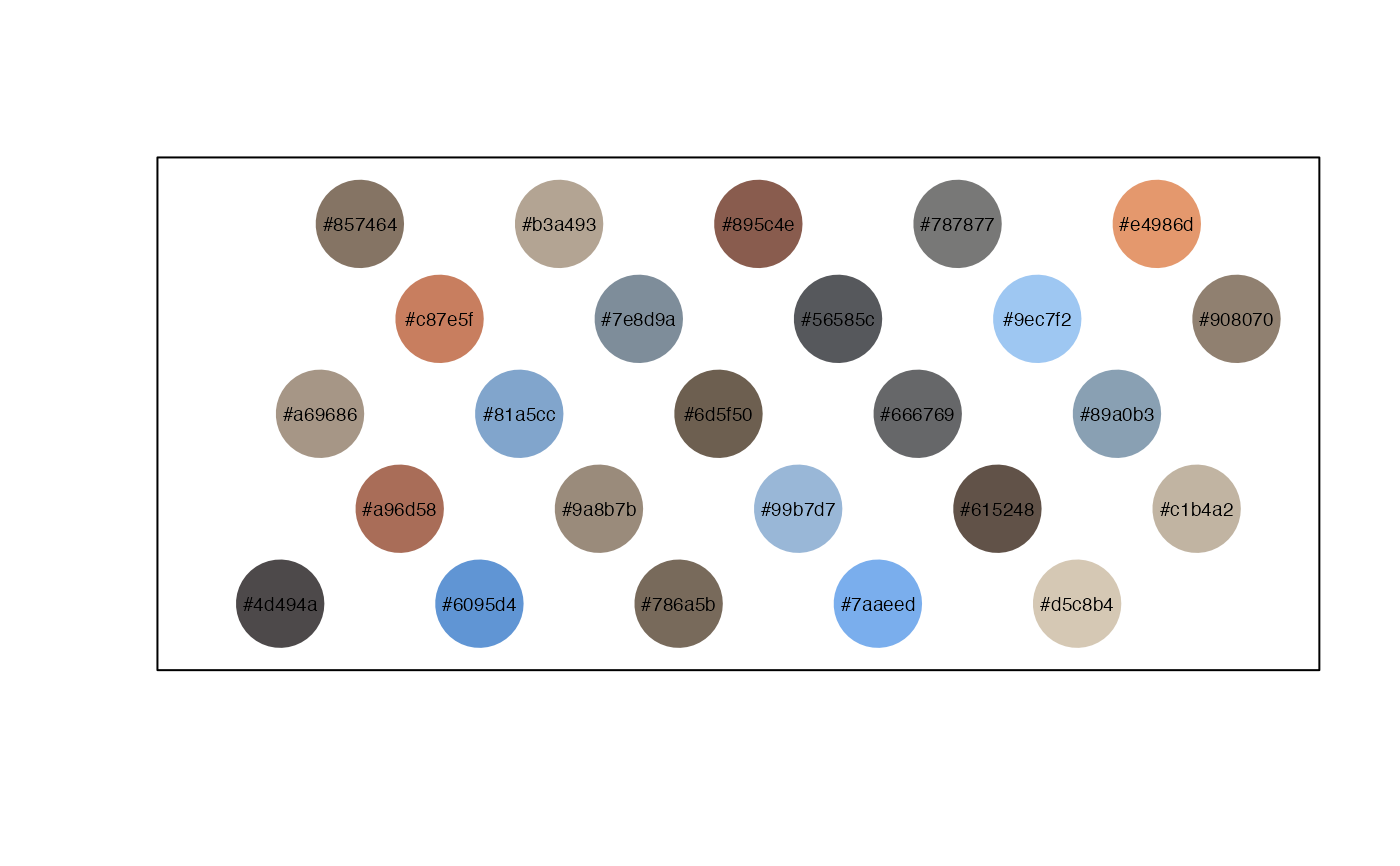 #857464 #b3a493 #895c4e #787877 #e4986d
#c87e5f #7e8d9a #56585c #9ec7f2 #908070
#a69686 #81a5cc #6d5f50 #666769 #89a0b3
#a96d58 #9a8b7b #99b7d7 #615248 #c1b4a2
#4d494a #6095d4 #786a5b #7aaeed #d5c8b4